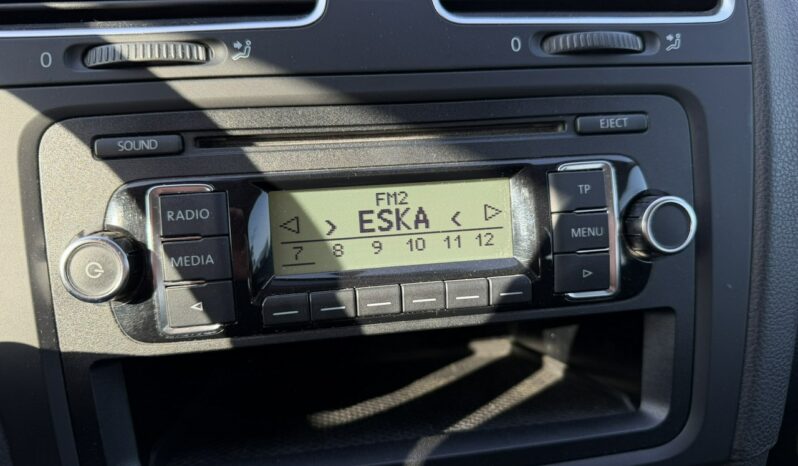 0 0
SOUND EJECT
RADIO FM2 TP
ESKA
MEDIA MENU
7 8 9 10 11 12